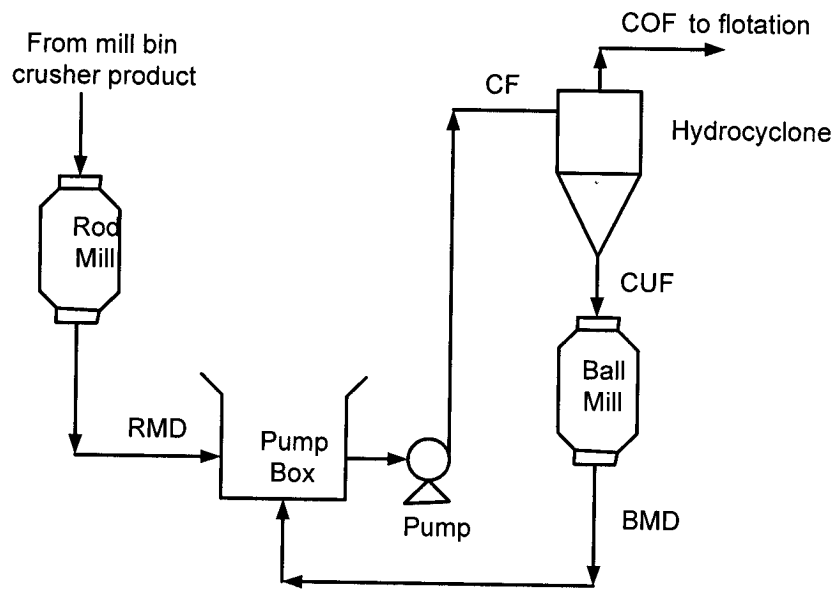 COF to flotation
From mill bin
crusher product
CF
Hydrocyclone
Rod
Mill
CUF
Ball
Mill
RMD
Pump
Box
Pump
BMD